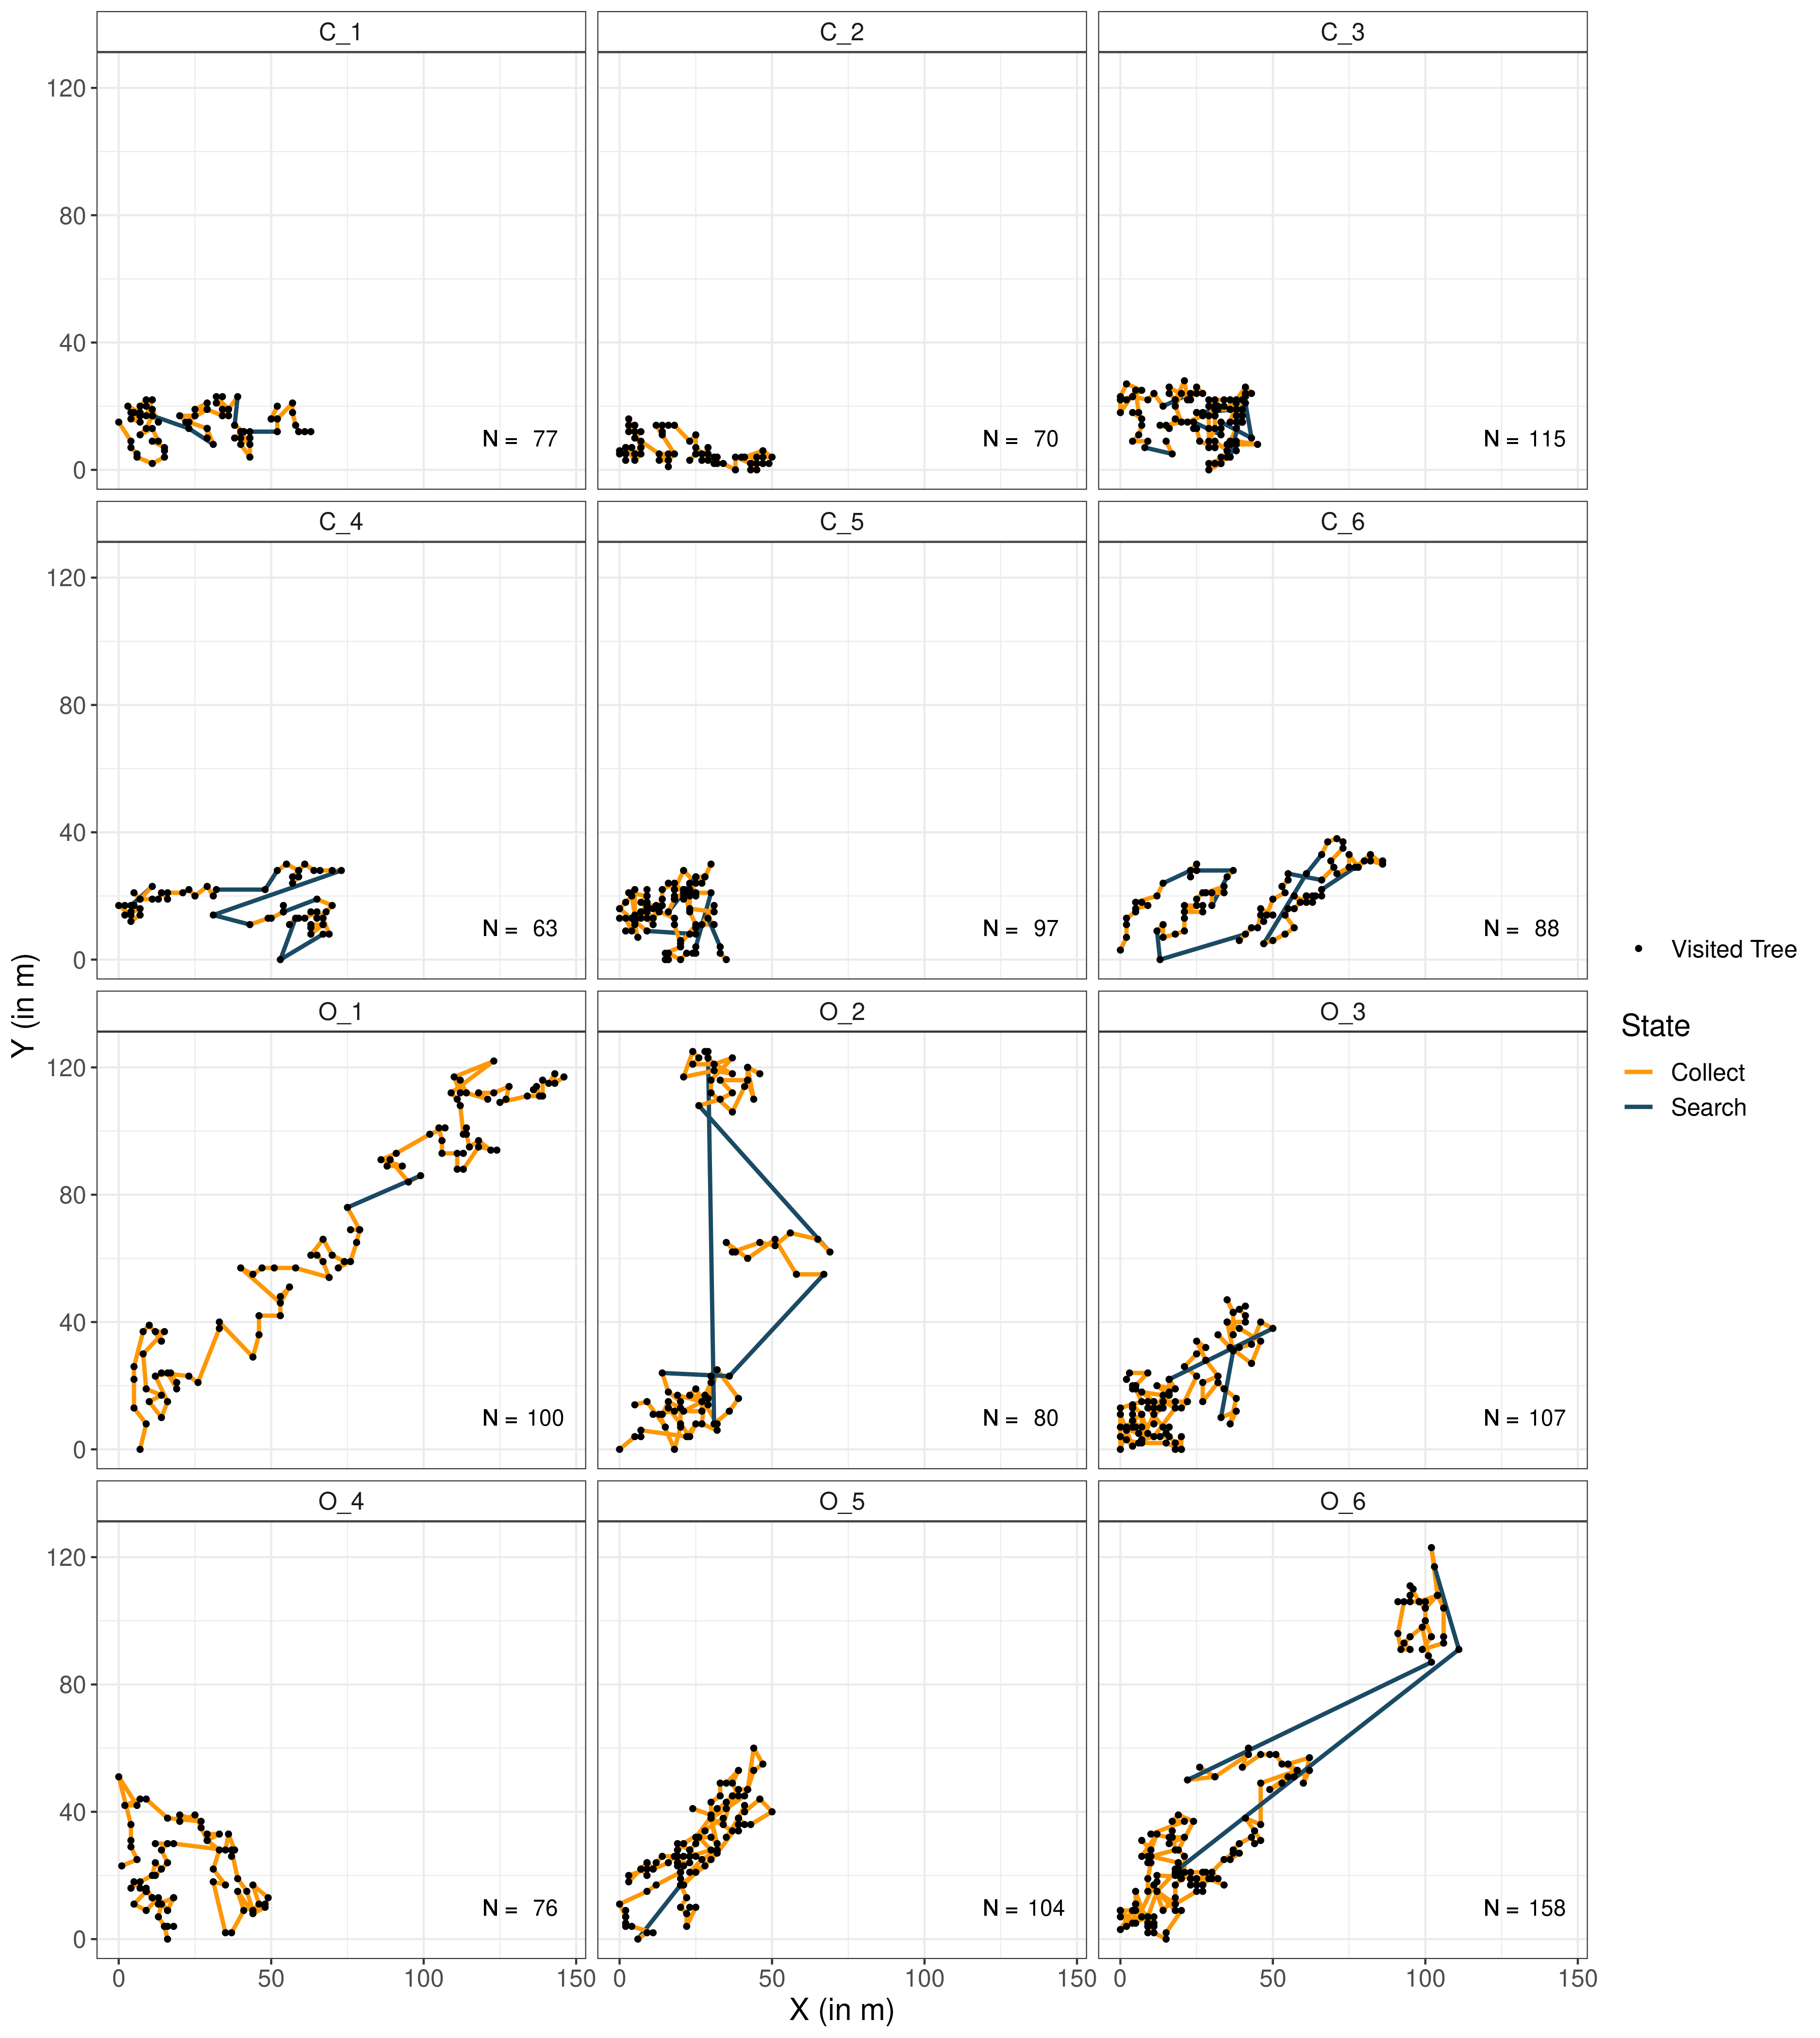 C_1
C_2
C_3
120
80
40
0
N = 77
N = 70
N = 115
C_4
C_5
C_6
120
80
40
0
N = 63
N = 97
N = 88
Y (in m)
Visited Tree
State
Collect
Search
O_1
O_2
O_3
120
80
40
0
N = 100
N = 80
N = 107
O_4
O_5
O_6
120
80
40
0
N = 76
N = 104
N = 158
0 50 100 150 0 50 100 150 0 50 100 150
X (in m)